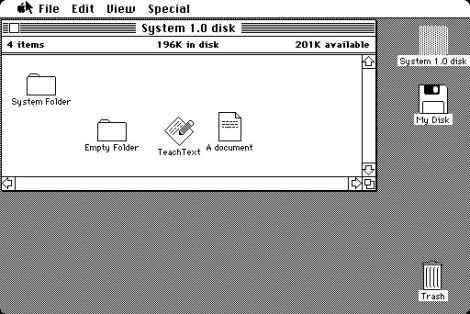 File Edit View Special
System 1.0 disk
4 items 196K in disk 201K available
System Folder
Empty Folder
TeachText
A document
System 1.0 disk
My Disk
Trash